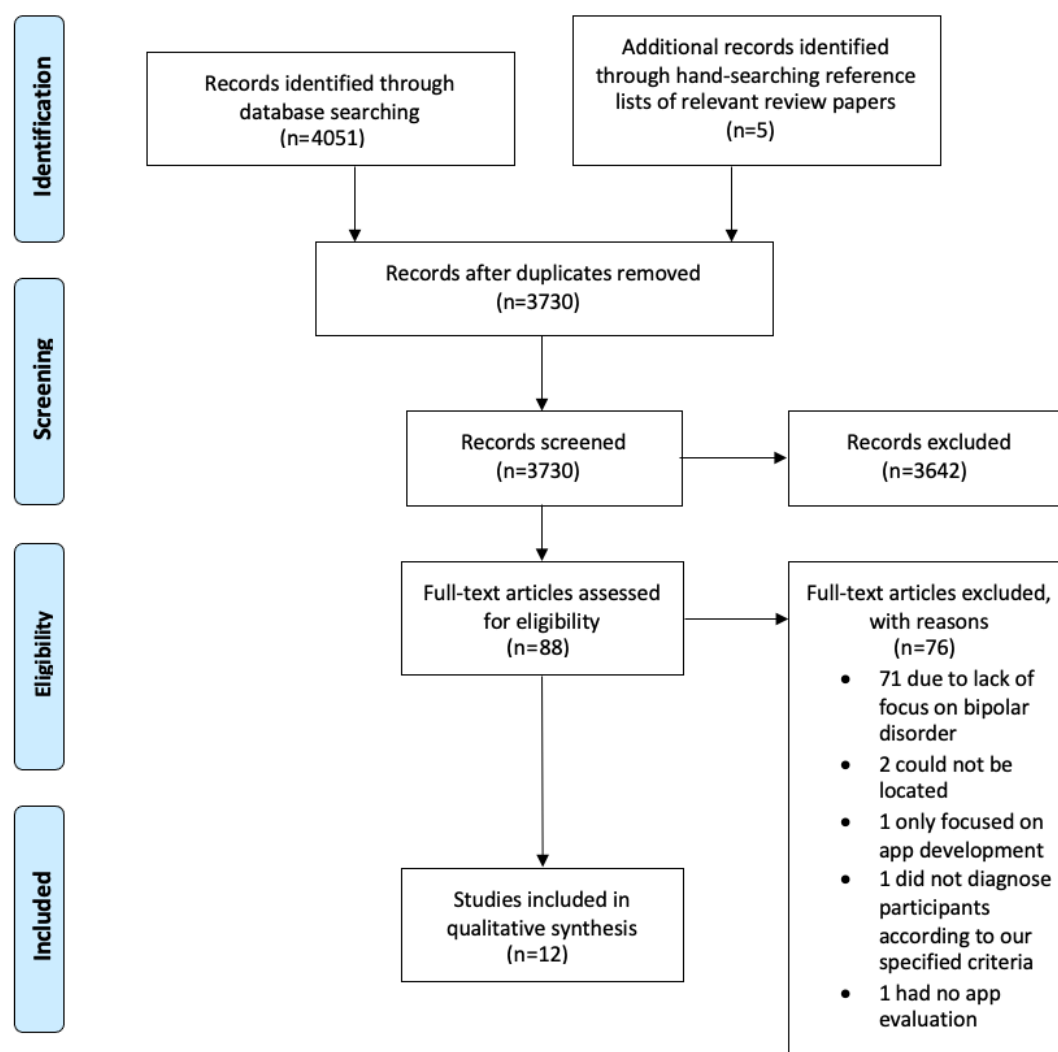 Identification
Records identified through
database searching
(n=4051)
Additional records identified
through hand-searching reference
lists of relevant review papers
(n=5)
Records after duplicates removed
(n=3730)
Screening
Records screened
(n=3730)
Records excluded
(n=3642)
Eligibility
Full-text articles assessed
for eligibility
(n=88)
Full-text articles excluded,
with reasons
(n=76)
• 71 due to lack of
focus on bipolar
disorder
• 2 could not be
located
• 1 only focused on
app development
• 1 did not diagnose
participants
according to our
specified criteria
• 1 had no app
evaluation
Included
Studies included in
qualitative synthesis
(n=12)